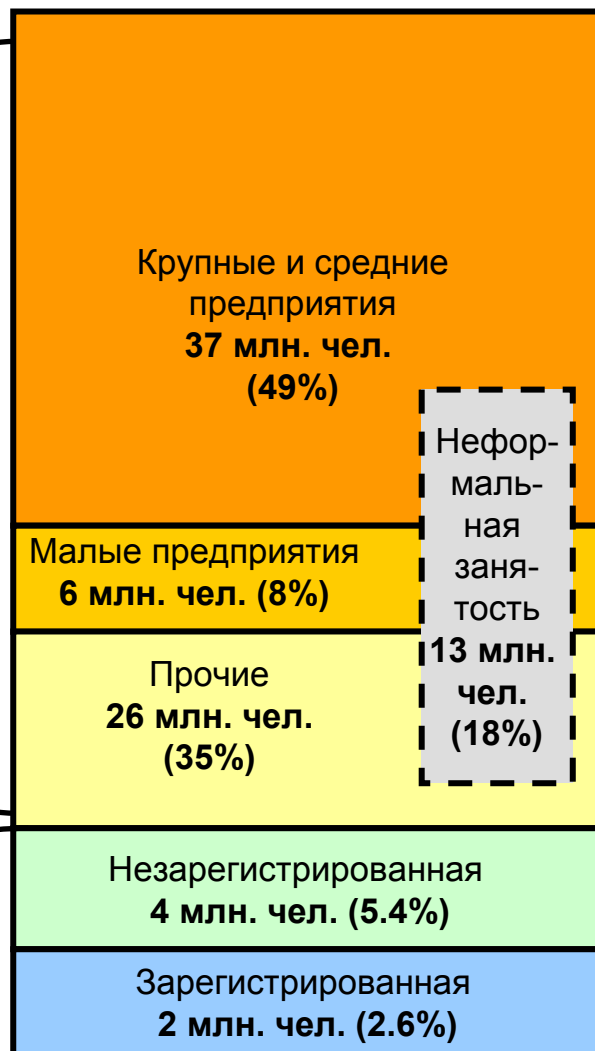 Крупные и средние
предприятия
37 млн. чел.
(49%)
Нефор-
маль-
ная
заня-
тость
13 млн.
чел.
(18%)
Малые предприятия
6 млн. чел. (8%)
Прочие
26 млн. чел.
(35%)
Незарегистрированная
4 млн. чел. (5.4%)
Зарегистрированная
2 млн. чел. (2.6%)